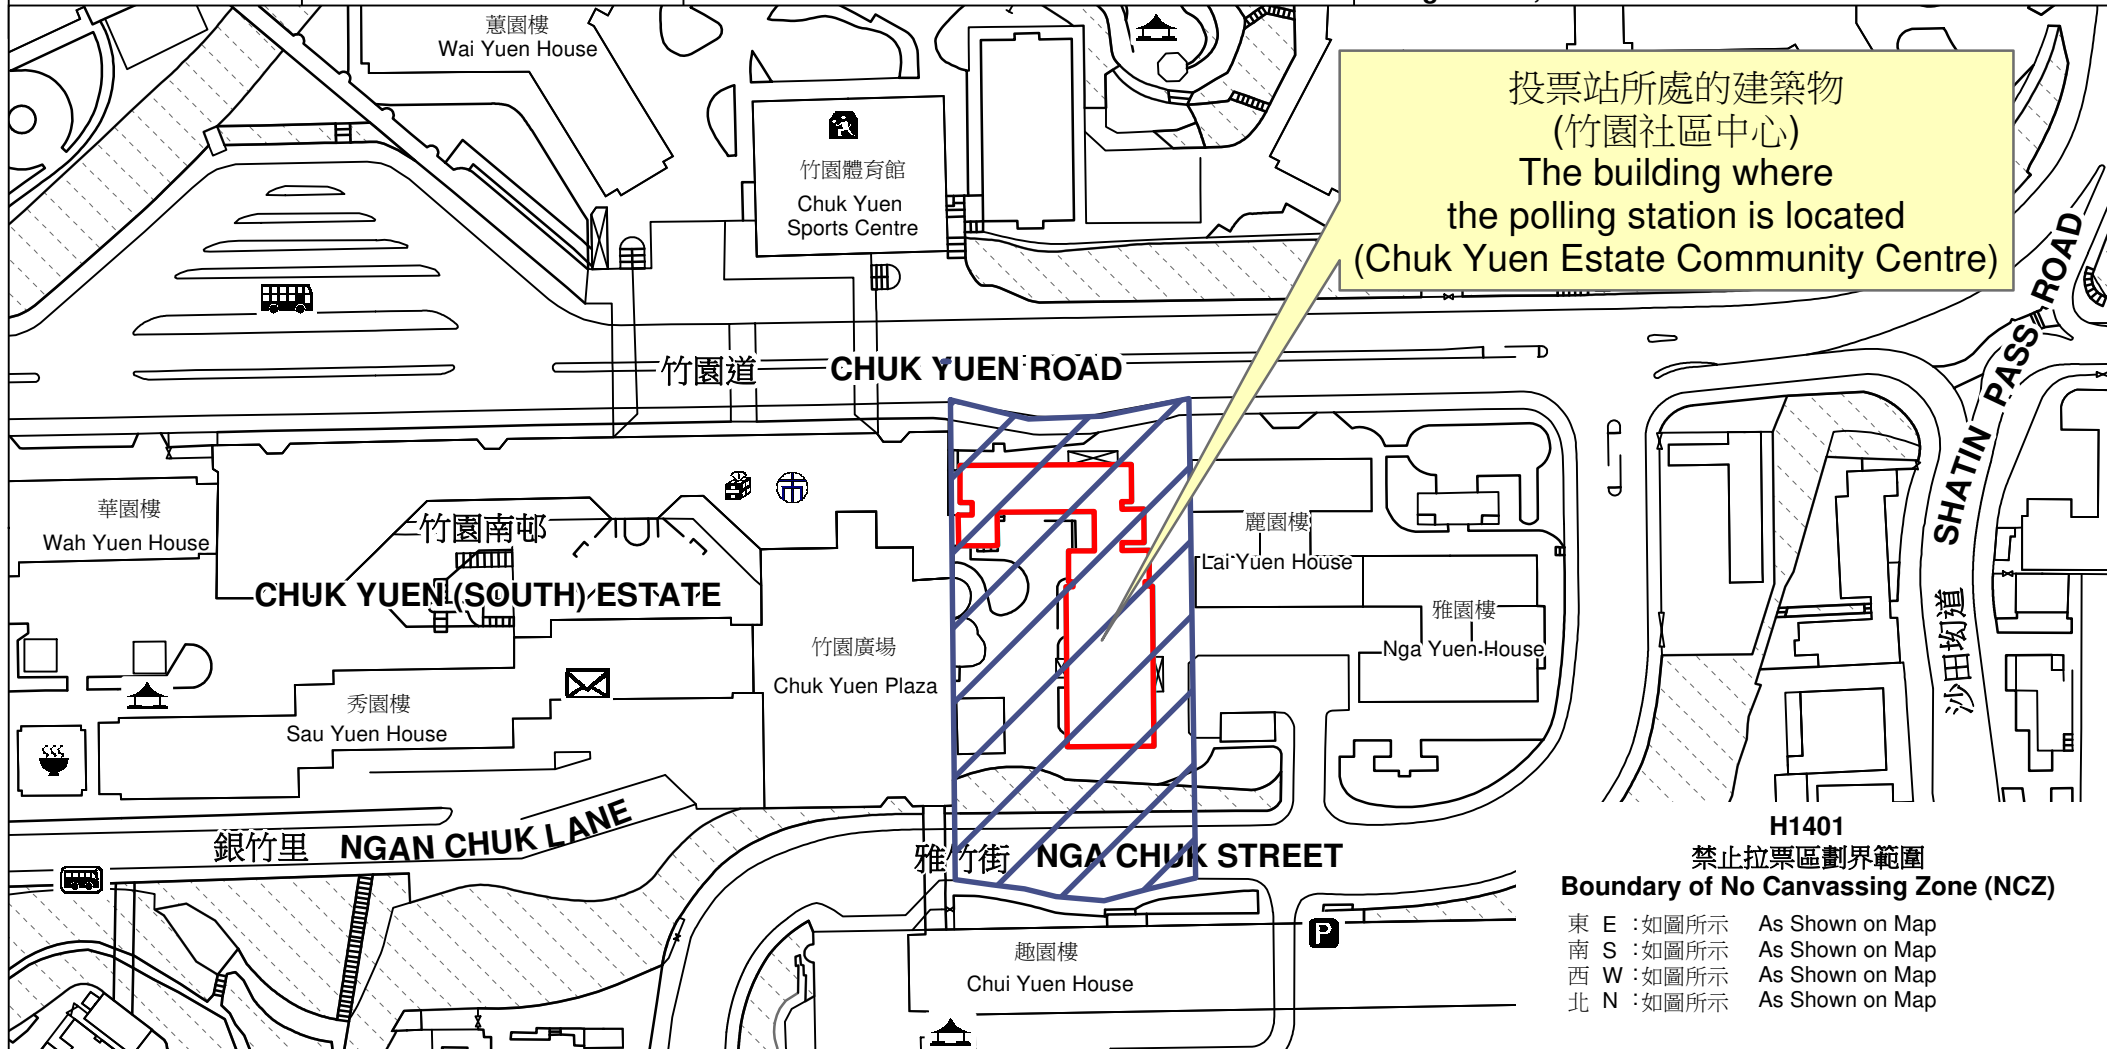 蕙園樓
Wai Yuen House
投票站所處的建築物
(竹園社區中心)
The building where
the polling station is located
(Chuk Yuen Estate Community Centre)
竹園體育館
Chuk Yuen
Sports Centre
竹園道 CHUK YUEN ROAD
SHATIN PASS ROAD
沙田坳道
華園樓
Wah Yuen House
竹園南邨
CHUK YUEN (SOUTH) ESTATE
麗園樓
Lai Yuen House
雅園樓
Nga Yuen House
竹園廣場
Chuk Yuen Plaza
秀園樓
Sau Yuen House
銀竹里 NGAN CHUK LANE
雅竹街 NGA CHUK STREET
趣園樓
Chui Yuen House
P
H1401
禁止拉票區劃界範圍
Boundary of No Canvassing Zone (NCZ)
東 E :如圖所示 As Shown on Map
南 S :如圖所示 As Shown on Map
西 W :如圖所示 As Shown on Map
北 N :如圖所示 As Shown on Map